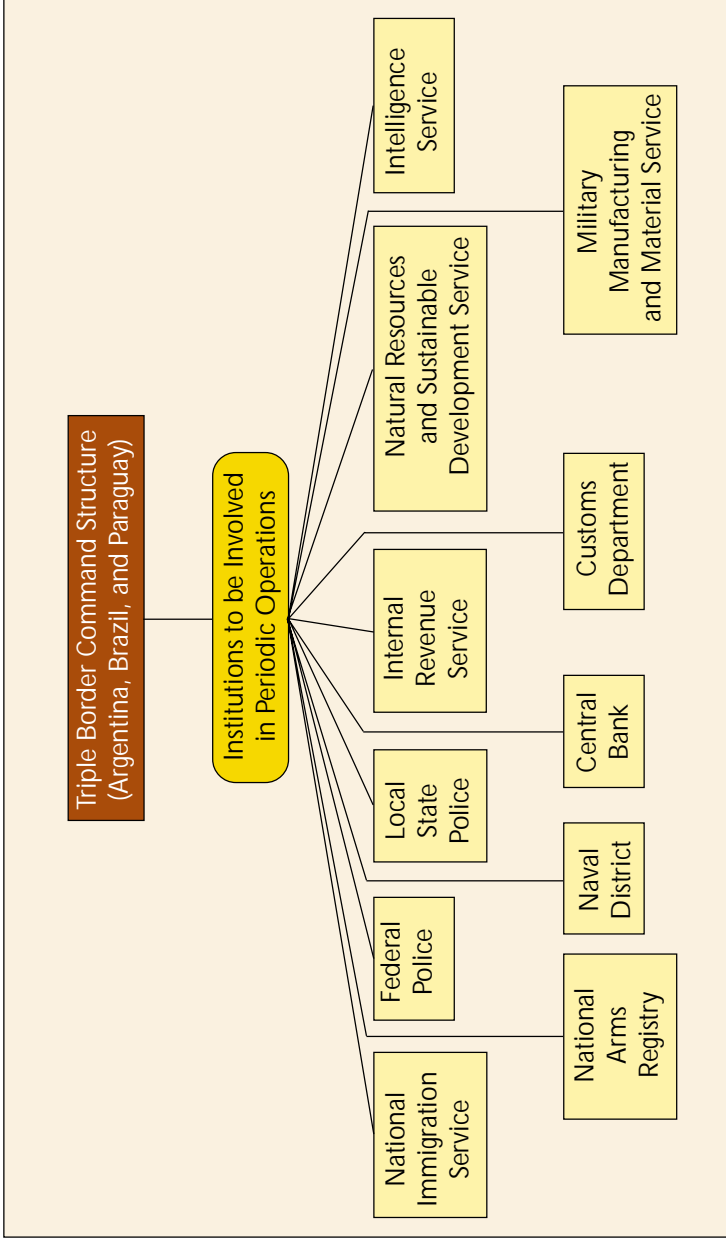 Triple Border Command Structure
(Argentina, Brazil, and Paraguay)
Institutions to be Involved
in Periodic Operations
National
Immigration
Service
Federal
Police
Local
State
Police
Internal
Revenue
Service
Natural Resources
and Sustainable
Development Service
Intelligence
Service
National
Arms
Registry
Naval
District
Central
Bank
Customs
Department
Military
Manufacturing
and Material Service